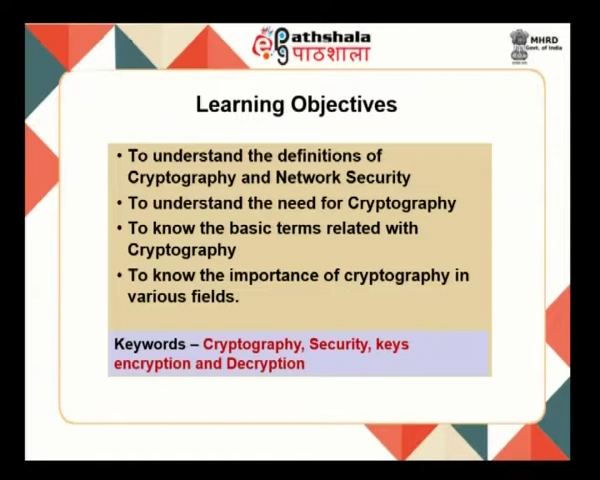 epg Pathshala
पाठशाला
MHRD
Govt. of India
Learning Objectives
• To understand the definitions of
Cryptography and Network Security
• To understand the need for Cryptography
• To know the basic terms related with
Cryptography
• To know the importance of cryptography in
various fields.
Keywords – Cryptography, Security, keys
encryption and Decryption